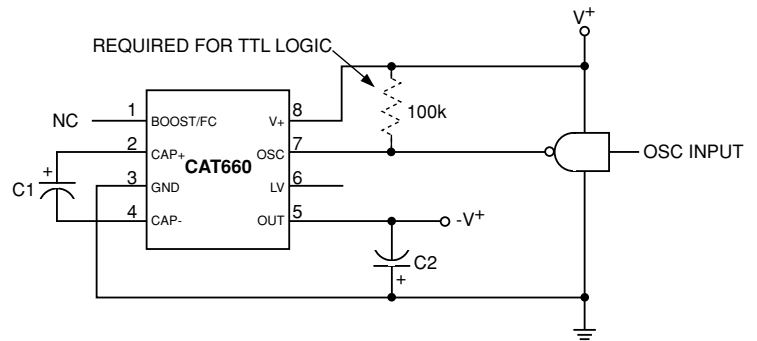 V+
REQUIRED FOR TTL LOGIC
NC
1
BOOST/FC
V+
8
100k
2
CAP+
OSC
7
OSC INPUT
CAT660
C1
+
3
GND
LV
6
4
CAP-
OUT
5
-V+
C2
+